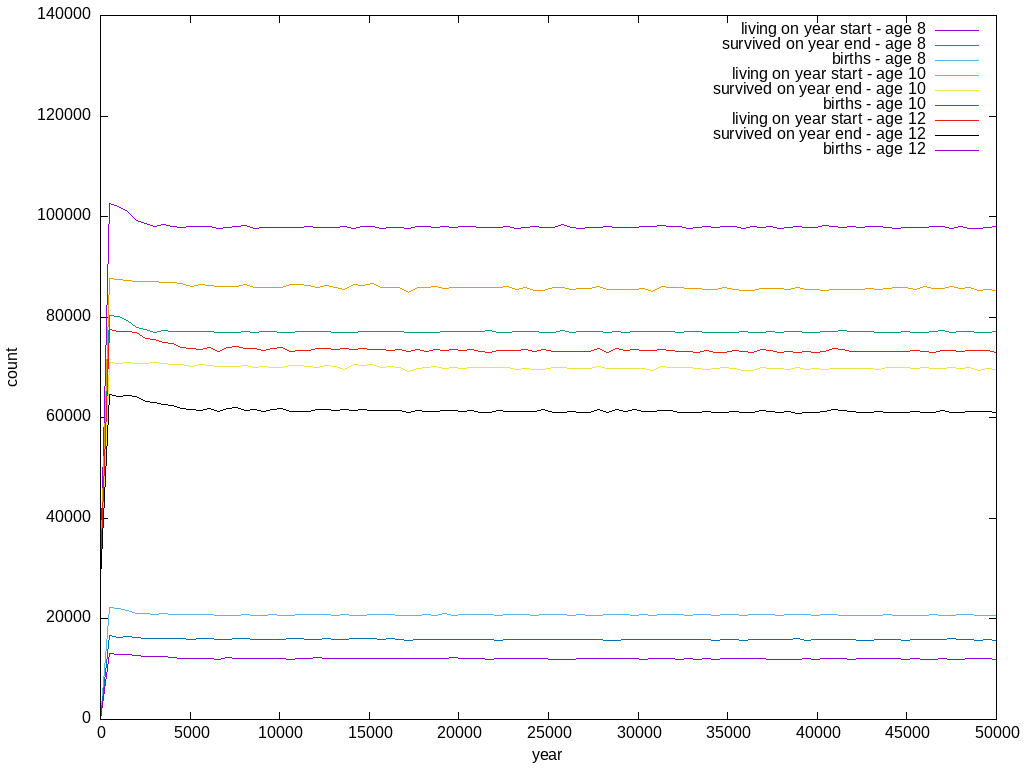 140000
120000
100000
80000
60000
40000
20000
0
count
living on year start - age 8
survived on year end - age 8
births - age 8
living on year start - age 10
survived on year end - age 10
births - age 10
living on year start - age 12
survived on year end - age 12
births - age 12
0 5000 10000 15000 20000 25000 30000 35000 40000 45000 50000
year